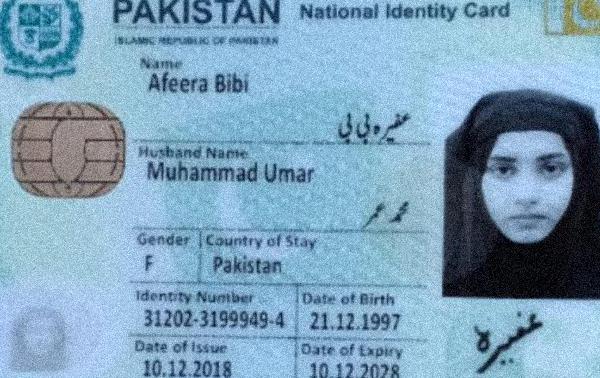 PAKISTAN National Identity Card
ISLAMIC REPUBLIC OF PAKISTAN
Name
Afeera Bibi
عفیرہ بی بی
Husband Name
Muhammad Umar
محمد عمر
Gender Country of Stay
F Pakistan
Identity Number Date of Birth
31202-3199949-4 21.12.1997
Date of Issue Date of Expiry
10.12.2018 10.12.2028
عفیرہ